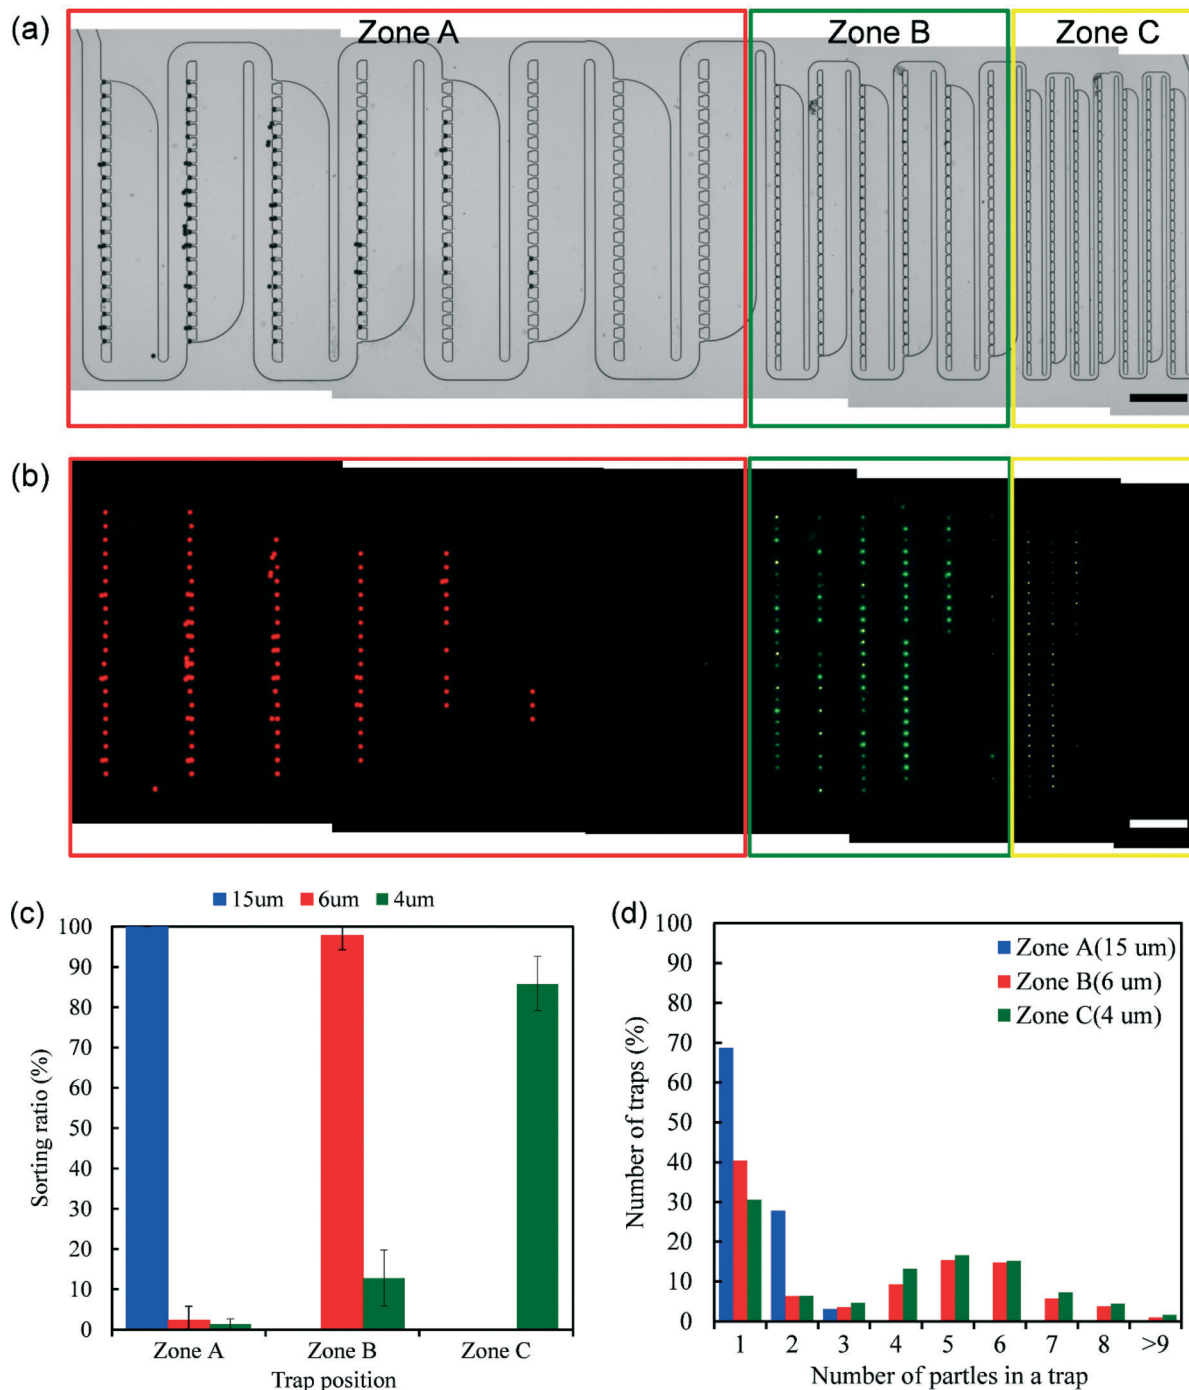 (a)
Zone A
Zone B
Zone C
(b)
(c)
15um
6um
4um
Sorting ratio (%)
100
90
80
70
60
50
40
30
20
10
0
Zone A
Zone B
Zone C
Trap position
(d)
Zone A(15 um)
Zone B(6 um)
Zone C(4 um)
Number of traps (%)
100
90
80
70
60
50
40
30
20
10
0
1
2
3
4
5
6
7
8
>9
Number of partles in a trap